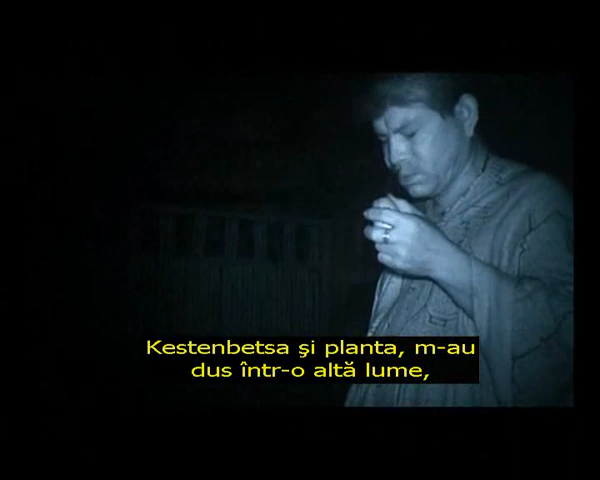 Kestenbetsa şi planta, m-au
dus într-o altă lume,